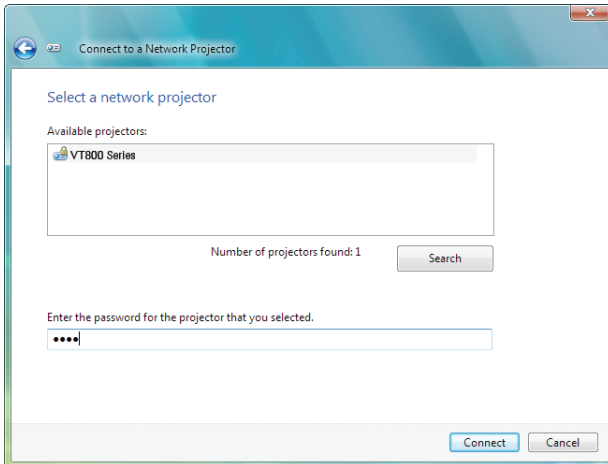 Connect to a Network Projector
Select a network projector
Available projectors:
VT800 Series
Number of projectors found: 1
Search
Enter the password for the projector that you selected.
••••
Connect
Cancel